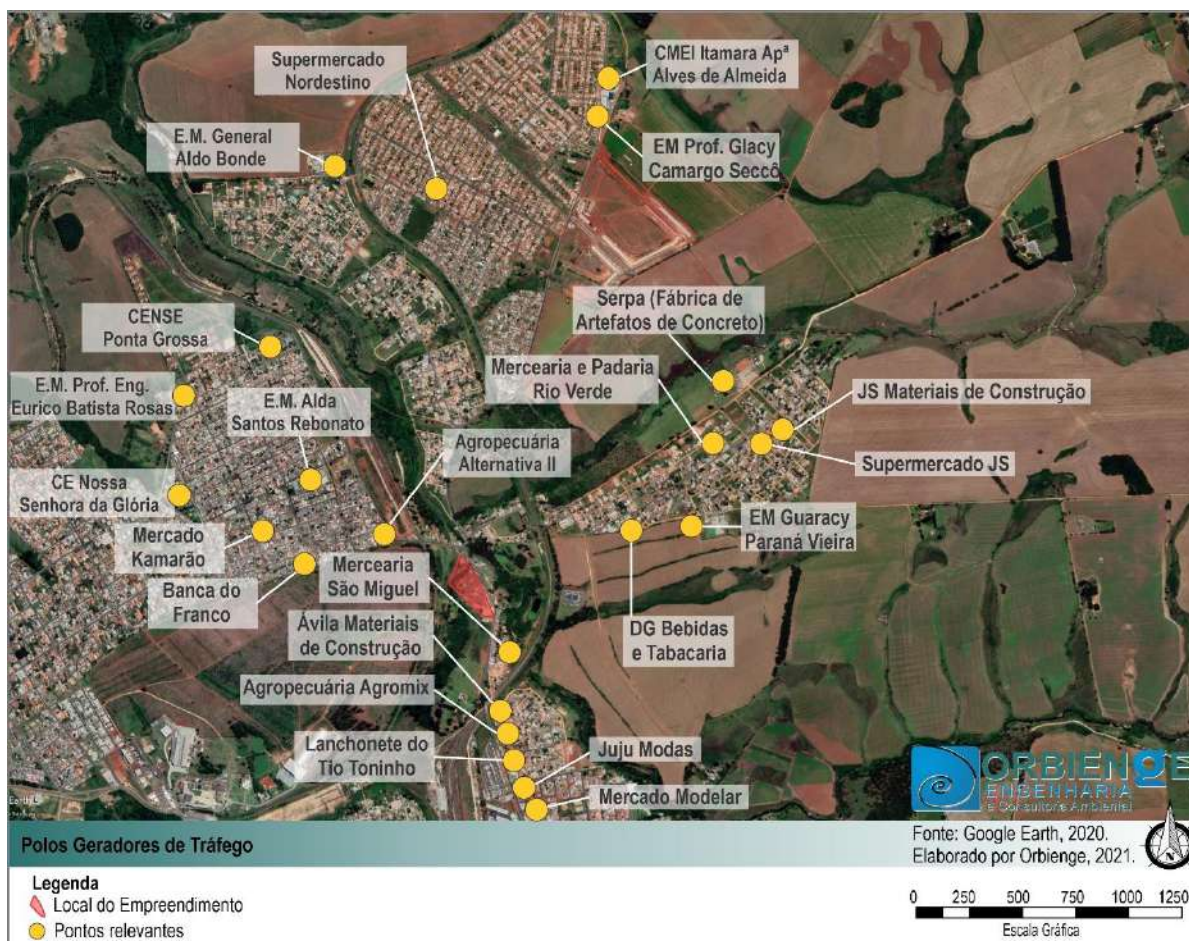 Supermercado
Nordestino
CMEI Itamara Apª
Alves de Almeida
E.M. General
Aldo Bonde
EM Prof. Glacy
Camargo Seccô
Serpa (Fábrica de
Artefatos de Concreto)
CENSE
Ponta Grossa
Mercearia e Padaria
Rio Verde
E.M. Prof. Eng.
Eurico Batista Rosas
JS Materiais de Construção
E.M. Alda
Santos Rebonato
Agropecuária
Alternativa II
Supermercado JS
CE Nossa
Senhora da Glória
EM Guaracy
Paraná Vieira
Mercado
Kamarão
Mercearia
São Miguel
Banca do
Franco
DG Bebidas
e Tabacaria
Ávila Materiais
de Construção
Agropecuária Agromix
Lanchonete do
Tio Toninho
Juju Modas
Mercado Modelar
ORBIENGE
ENGENHARIA
e Consultoria Ambiental
Polos Geradores de Tráfego
Fonte: Google Earth, 2020.
Elaborado por Orbienge, 2021.
Legenda
Local do Empreendimento
Pontos relevantes
0 250 500 750 1000 1250
Escala Gráfica